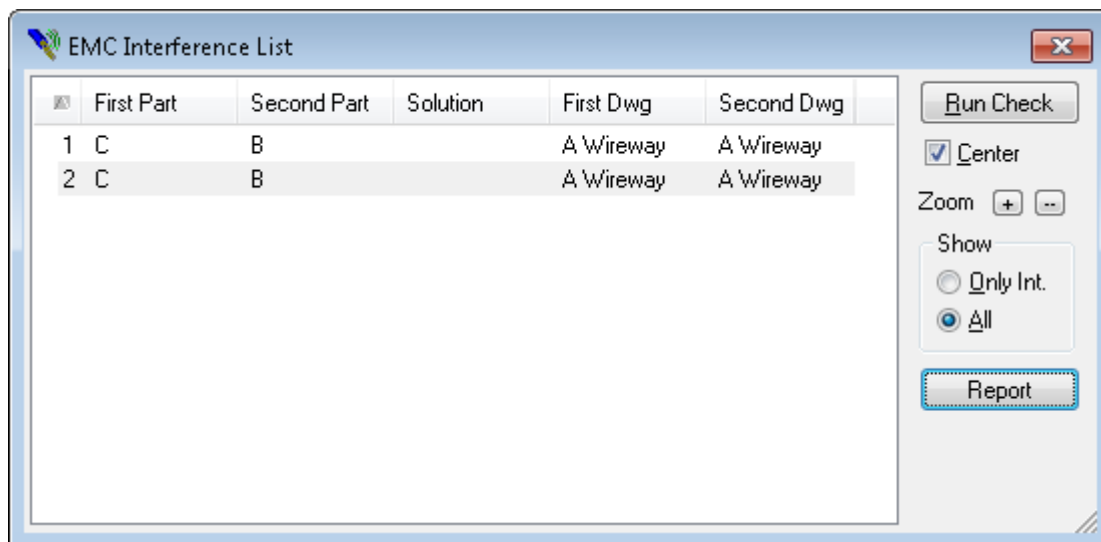 EMC Interference List
First Part Second Part Solution First Dwg Second Dwg
1 C B A Wireway A Wireway
2 C B A Wireway A Wireway
Run Check
Center
Zoom + --
Show
Only Int.
All
Report